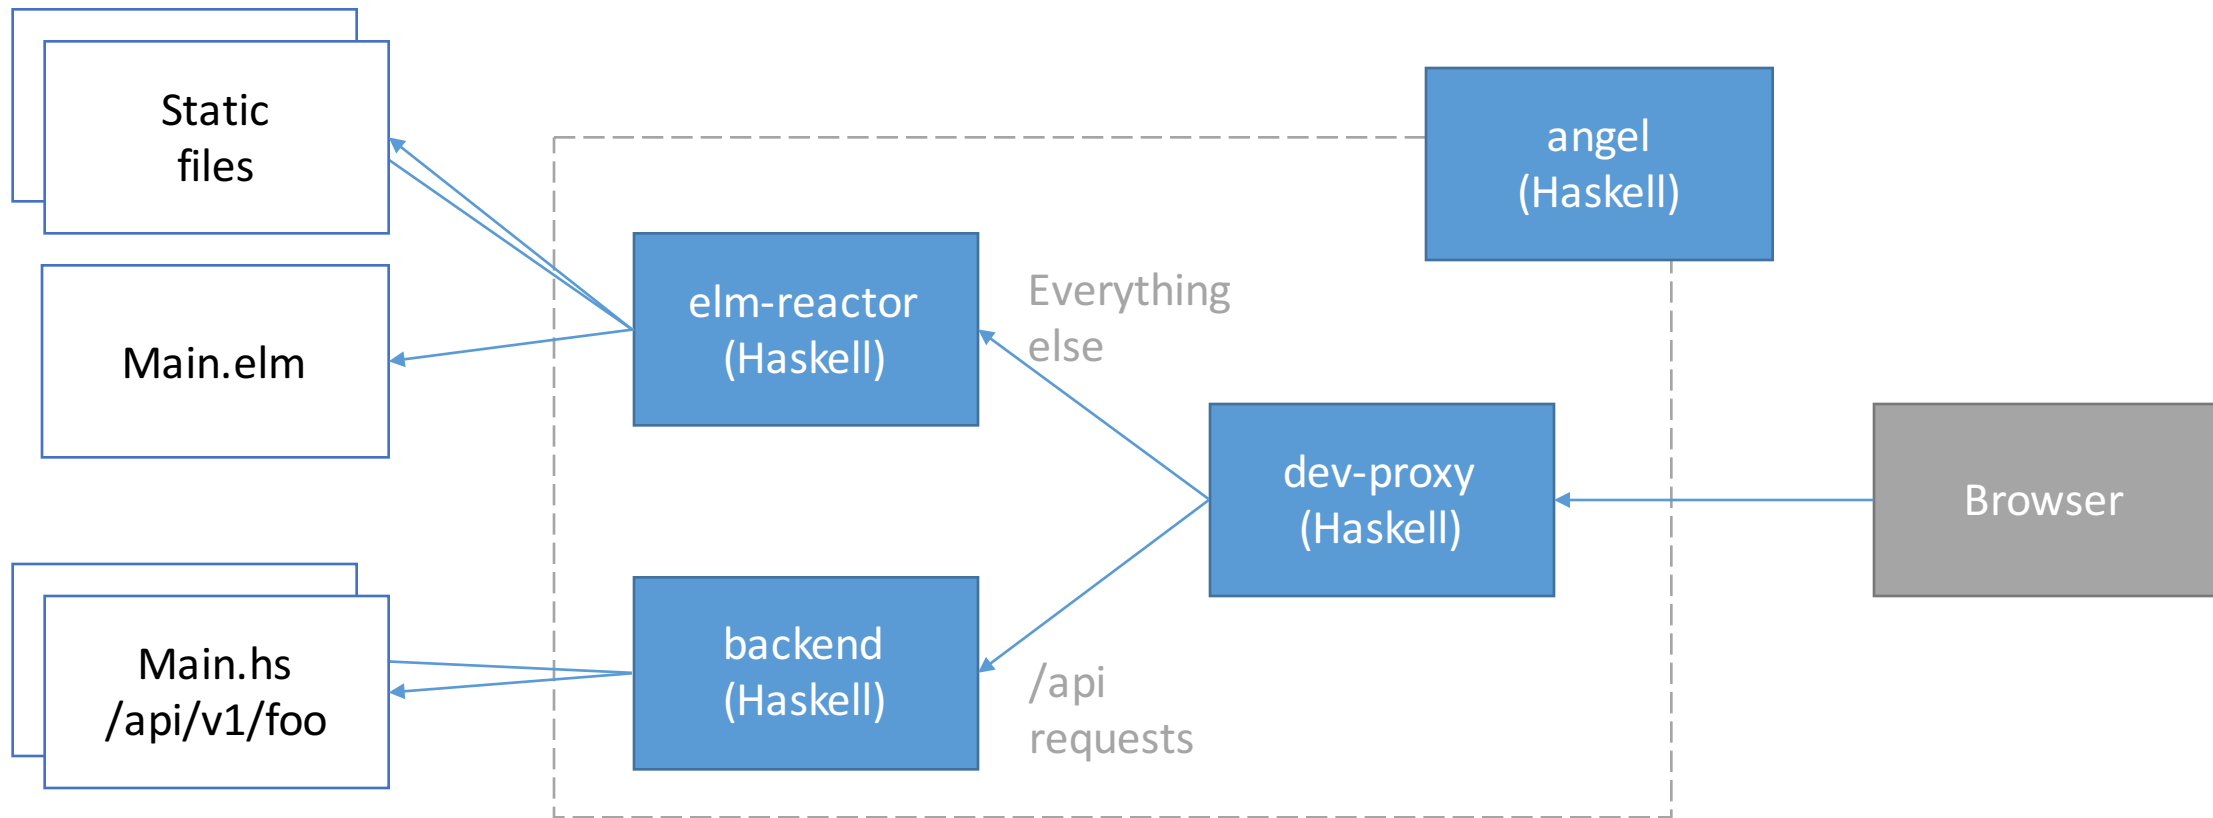 Static
files
angel
(Haskell)
elm-reactor
(Haskell)
Everything
else
Main.elm
dev-proxy
(Haskell)
Browser
Main.hs
/api/v1/foo
backend
(Haskell)
/api
requests